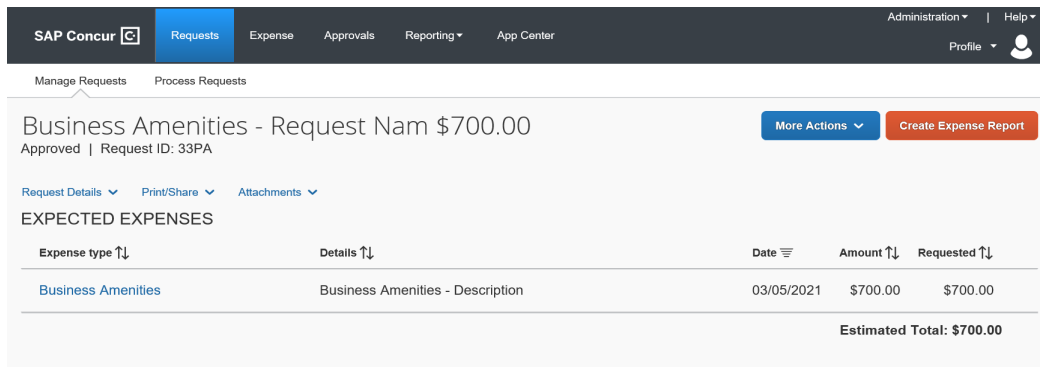 Administration | Help
SAP Concur C Requests Expense Approvals Reporting App Center
Profile
Manage Requests Process Requests
Business Amenities - Request Nam $700.00
More Actions Create Expense Report
Approved | Request ID: 33PA
Request Details Print/Share Attachments
EXPECTED EXPENSES
Expense type Details Date Amount Requested
Business Amenities Business Amenities - Description 03/05/2021 $700.00 $700.00
Estimated Total: $700.00